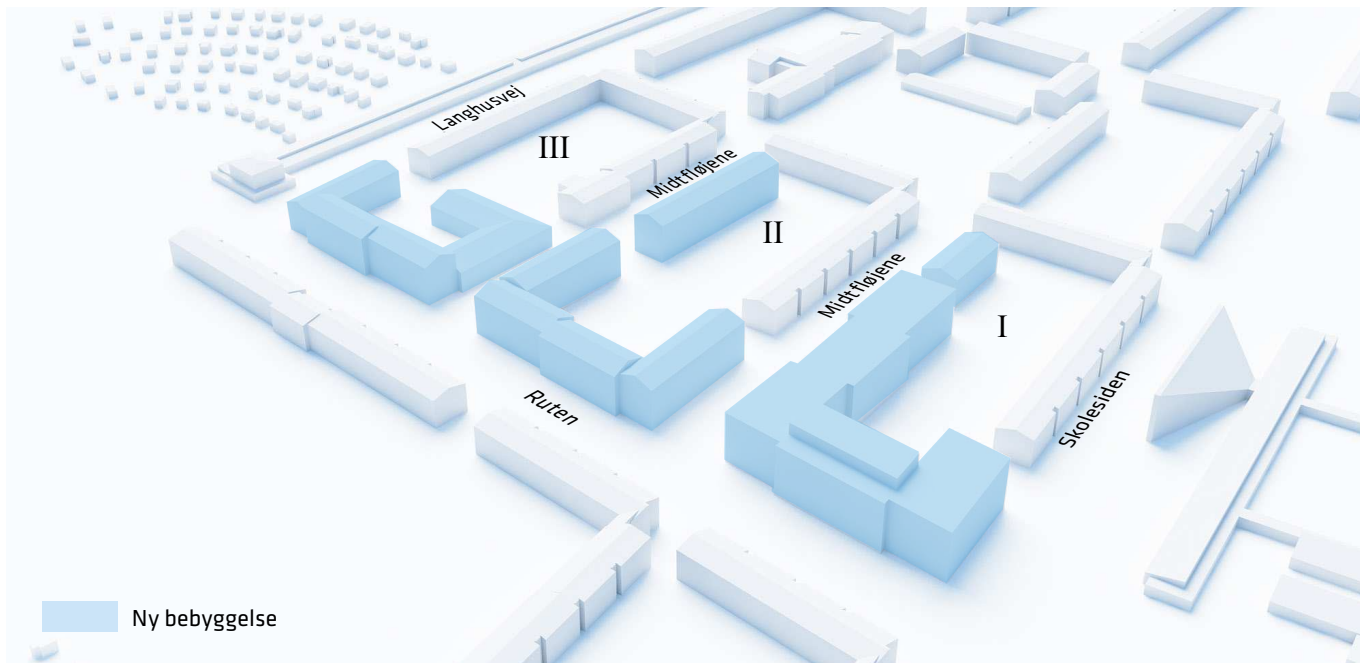 Langhusvej
III
Midtfløjene
II
Midtfløjene
I
Skolesiden
Ruten
Ny bebyggelse